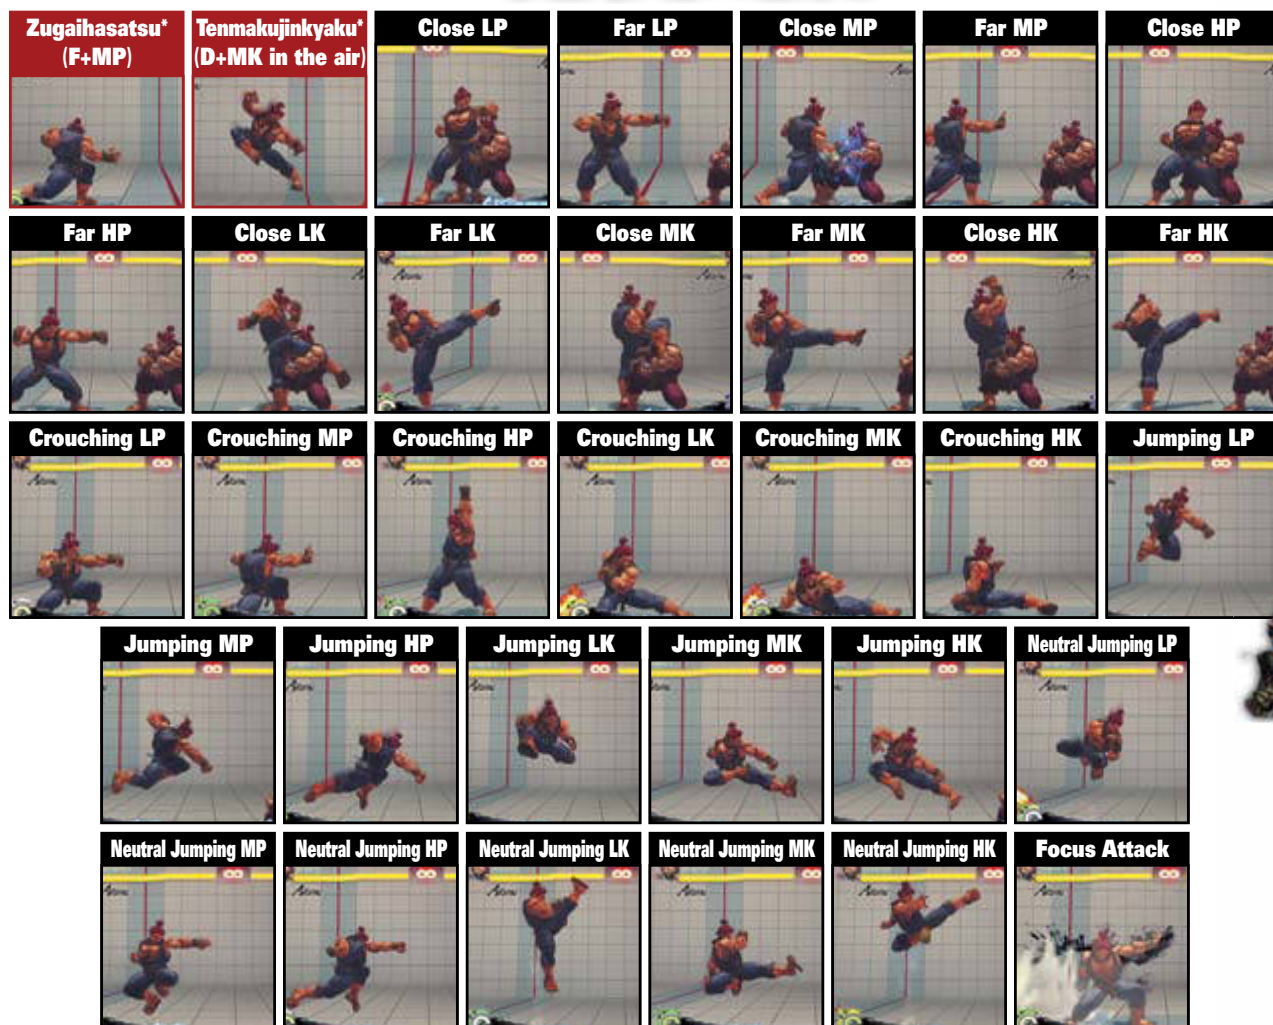 Zugaihasatsu*
(F+MP)
Tenmakujinkyaku*
(D+MK in the air)
Close LP
Far LP
Close MP
Far MP
Close HP
Far HP
Close LK
Far LK
Close MK
Far MK
Close HK
Far HK
Crouching LP
Crouching MP
Crouching HP
Crouching LK
Crouching MK
Crouching HK
Jumping LP
Jumping MP
Jumping HP
Jumping LK
Jumping MK
Jumping HK
Neutral Jumping LP
Neutral Jumping MP
Neutral Jumping HP
Neutral Jumping LK
Neutral Jumping MK
Neutral Jumping HK
Focus Attack